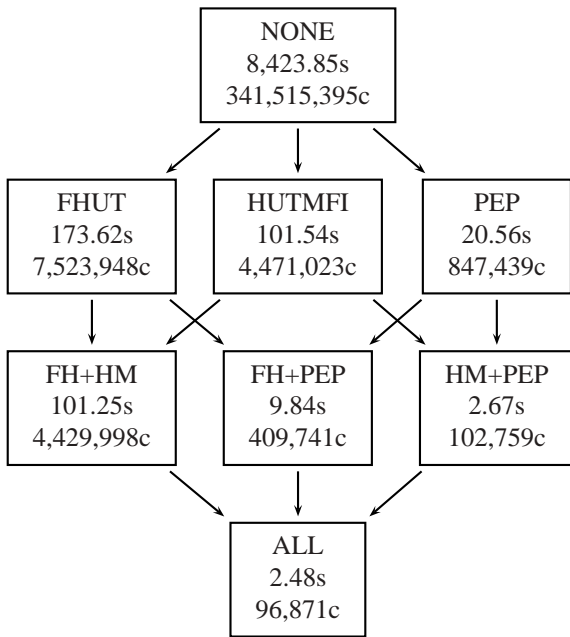 NONE
8,423.85s
341,515,395c
FHUT
173.62s
7,523,948c
HUTMFI
101.54s
4,471,023c
PEP
20.56s
847,439c
FH+HM
101.25s
4,429,998c
FH+PEP
9.84s
409,741c
HM+PEP
2.67s
102,759c
ALL
2.48s
96,871c